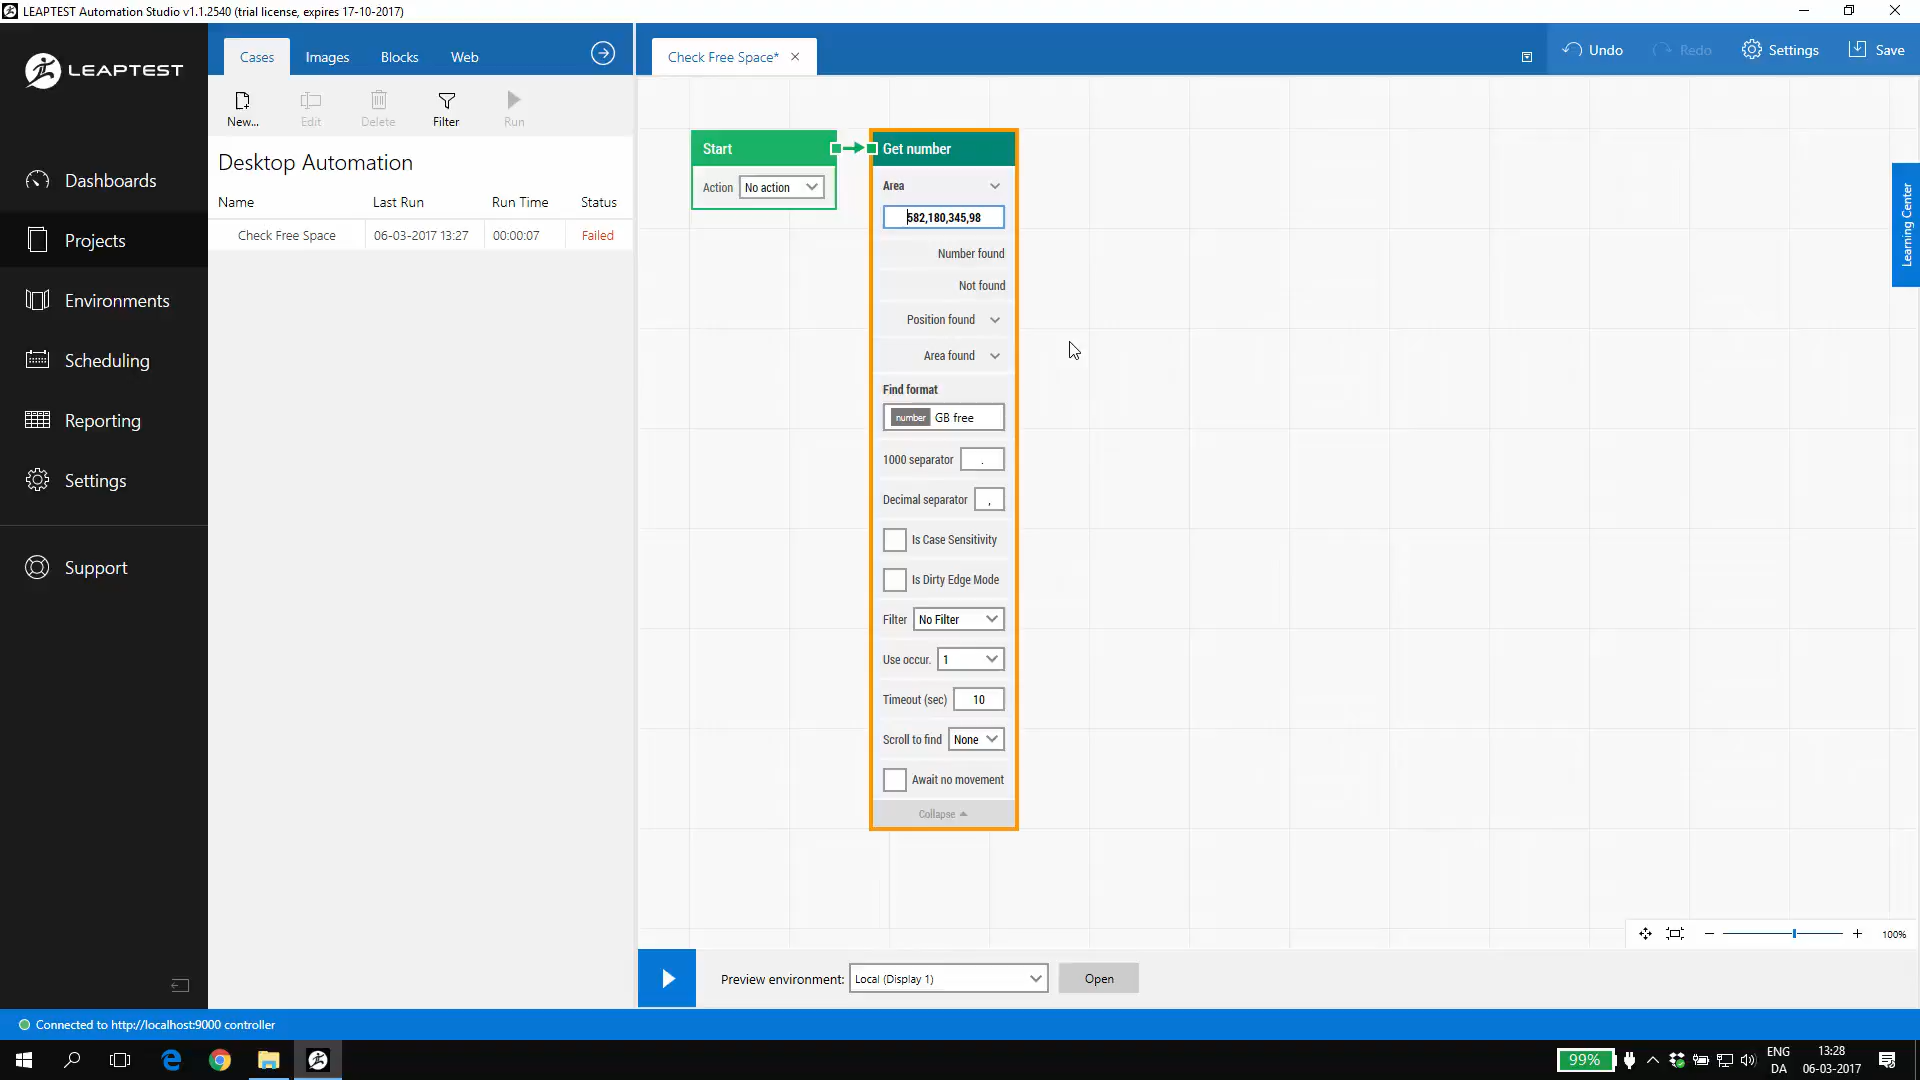 LEAPTEST Automation Studio v1.1.2540 (trial license, expires 17-10-2017)
LEAPTEST
Cases
Images
Blocks
Web
Check Free Space*
Undo
Redo
Settings
Save
New...
Edit
Delete
Filter
Run
Desktop Automation
Name
Last Run
Run Time
Status
Check Free Space
06-03-2017 13:27
00:00:07
Failed
Dashboards
Projects
Environments
Scheduling
Reporting
Settings
Support
Start
Action
No action
Get number
Area
582,180,345,98
Number found
Not found
Position found
Area found
Find format
number GB free
1000 separator .
Decimal separator ,
Is Case Sensitivity
Is Dirty Edge Mode
Filter No Filter
Use occur. 1
Timeout (sec) 10
Scroll to find None
Await no movement
Collapse
Learning Center
100%
Preview environment:
Local (Display 1)
Open
Connected to http://localhost:9000 controller
99%
ENG
DA
13:28
06-03-2017